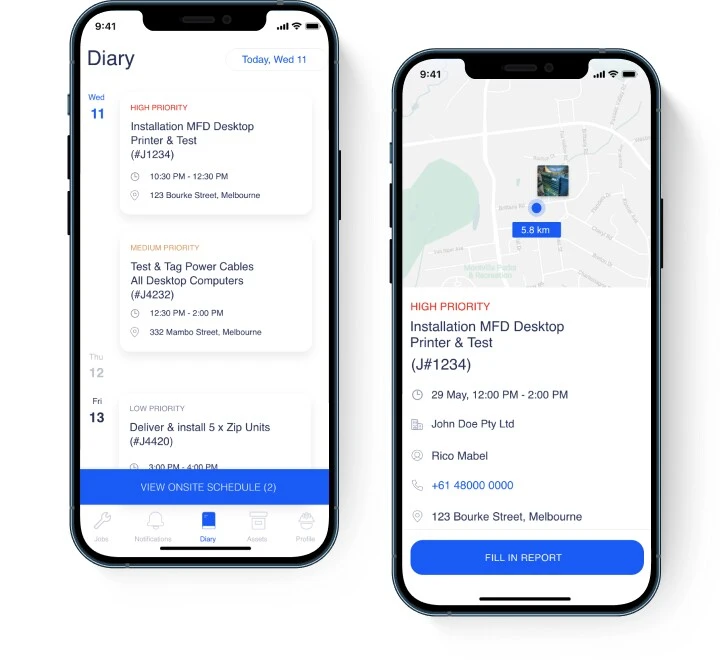 9:41
Diary
Today, Wed 11
Wed
11
HIGH PRIORITY
Installation MFD Desktop
Printer & Test
(#J1234)
10:30 PM - 12:30 PM
123 Bourke Street, Melbourne
MEDIUM PRIORITY
Test & Tag Power Cables
All Desktop Computers
(#J4232)
12:30 PM - 2:00 PM
332 Mambo Street, Melbourne
Thu
12
Fri
13
LOW PRIORITY
Deliver & install 5 x Zip Units
(#J4420)
3:00 PM - 4:00 PM
VIEW ONSITE SCHEDULE (2)
Jobs
Notifications
Diary
Assets
Profile
9:41
5.8 km
HIGH PRIORITY
Installation MFD Desktop
Printer & Test
(J#1234)
29 May, 12:00 PM - 2:00 PM
John Doe Pty Ltd
Rico Mabel
+61 48000 0000
123 Bourke Street, Melbourne
FILL IN REPORT